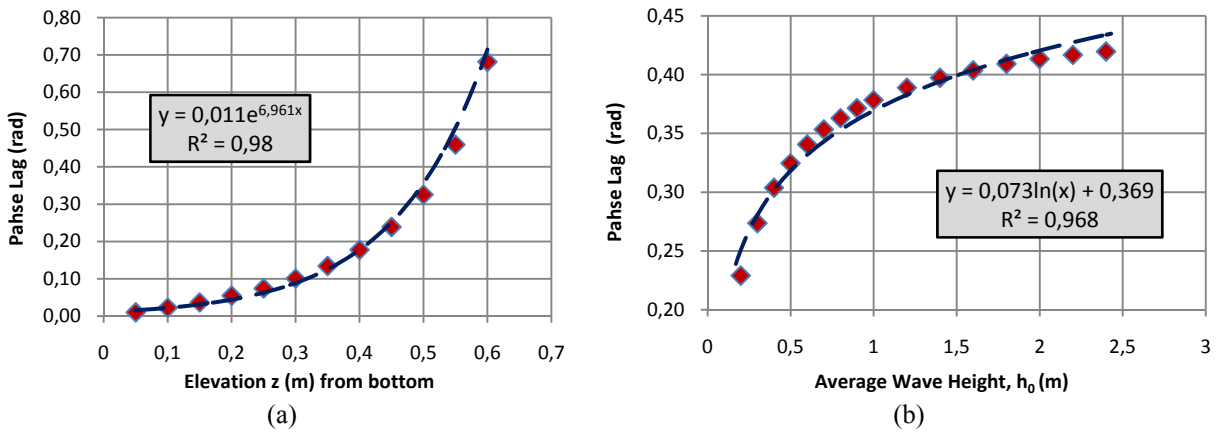 0,80
0,70
0,60
0,50
0,40
0,30
0,20
0,10
0,00
Pahse Lag (rad)
y = 0,011e^6,961x
R² = 0,98
0 0,1 0,2 0,3 0,4 0,5 0,6 0,7
Elevation z (m) from bottom
(a)
0,45
0,40
0,35
0,30
0,25
0,20
Pahse Lag (rad)
y = 0,073ln(x) + 0,369
R² = 0,968
0 0,5 1 1,5 2 2,5 3
Average Wave Height, h₀ (m)
(b)